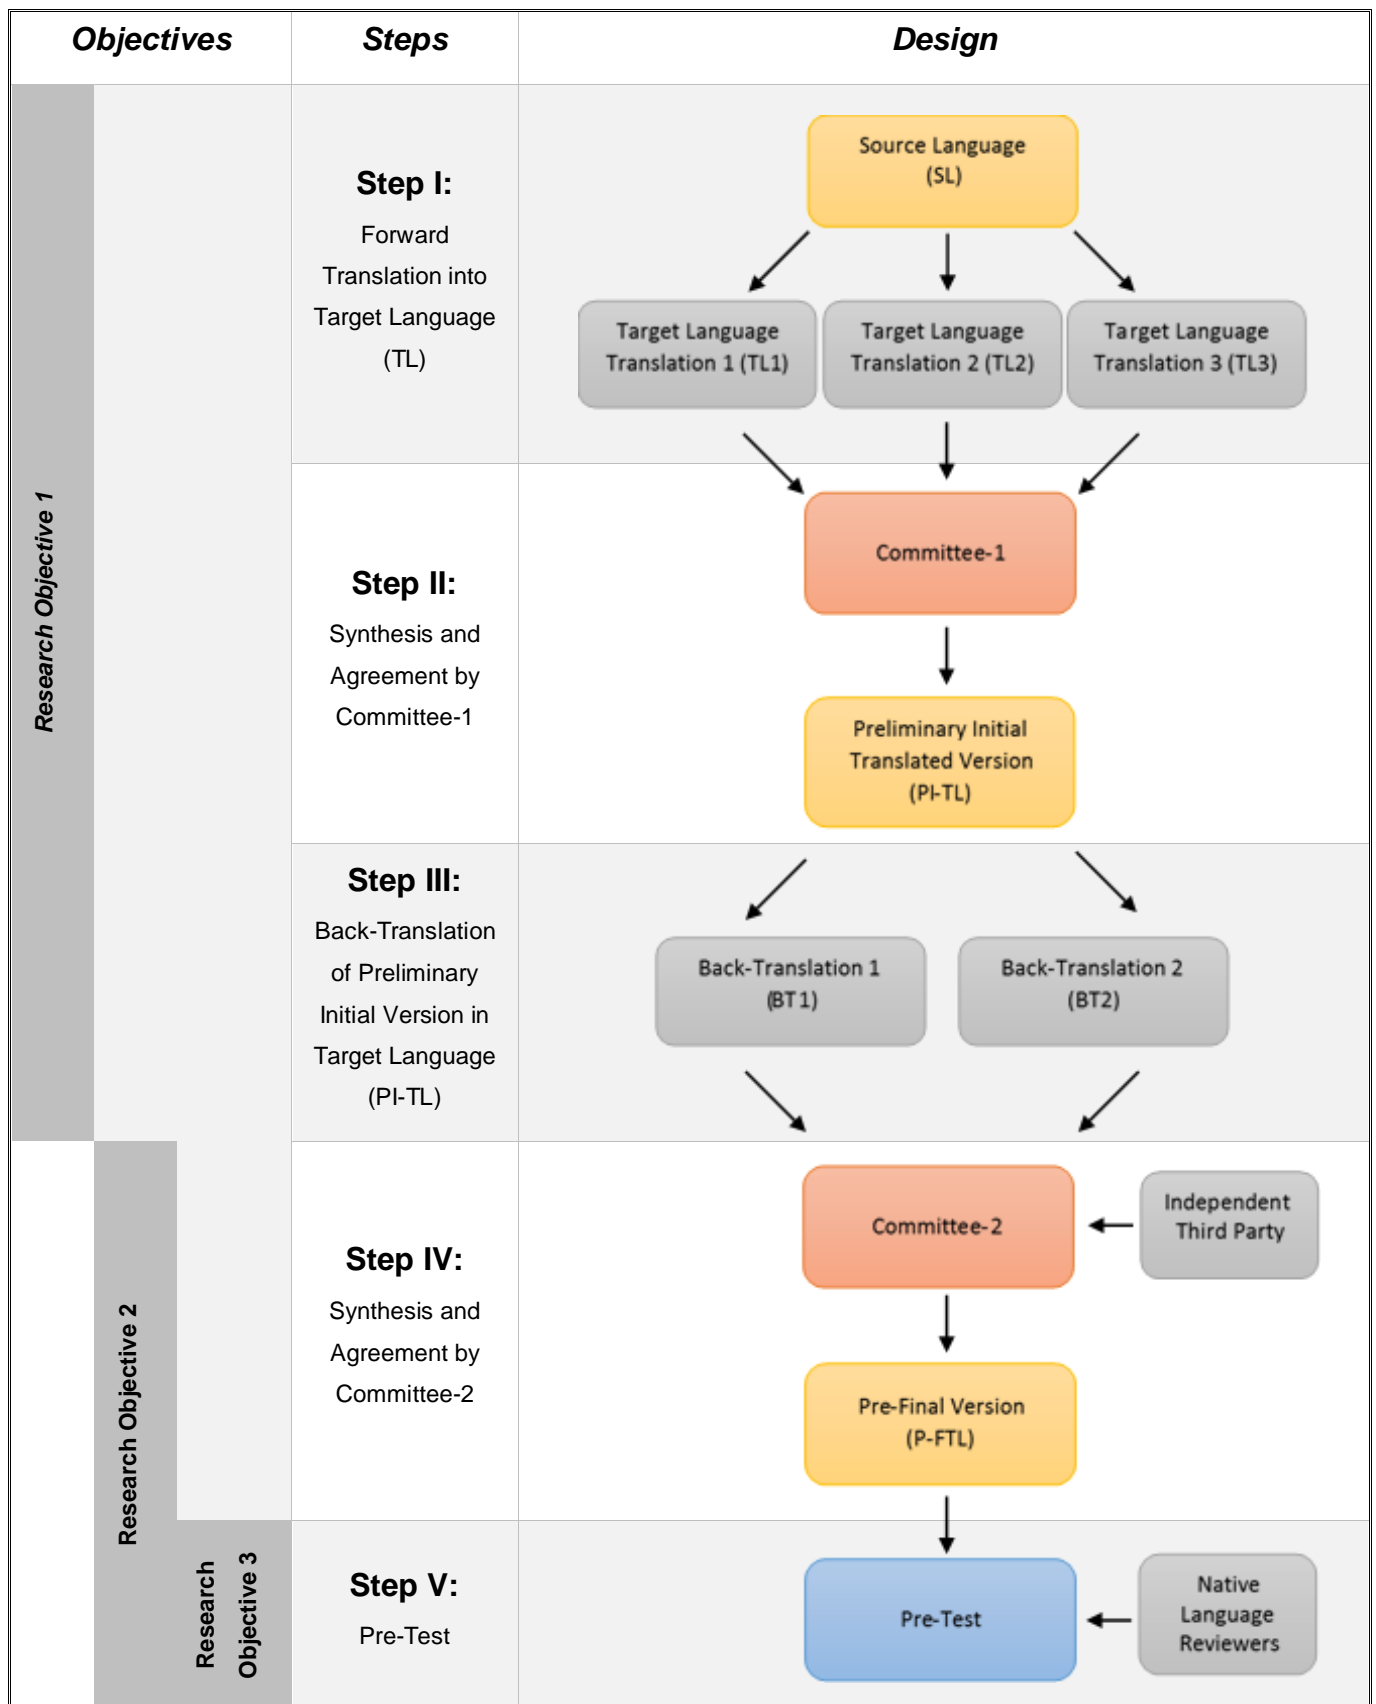 Objectives
Steps
Design
Research Objective 1
Step I:
Forward
Translation into
Target Language
(TL)
Source Language
(SL)
Target Language
Translation 1 (TL1)
Target Language
Translation 2 (TL2)
Target Language
Translation 3 (TL3)
Step II:
Synthesis and
Agreement by
Committee-1
Committee-1
Preliminary Initial
Translated Version
(PI-TL)
Step III:
Back-Translation
of Preliminary
Initial Version in
Target Language
(PI-TL)
Back-Translation 1
(BT1)
Back-Translation 2
(BT2)
Research Objective 2
Step IV:
Synthesis and
Agreement by
Committee-2
Committee-2
Independent
Third Party
Pre-Final Version
(P-FTL)
Research
Objective 3
Step V:
Pre-Test
Pre-Test
Native
Language
Reviewers